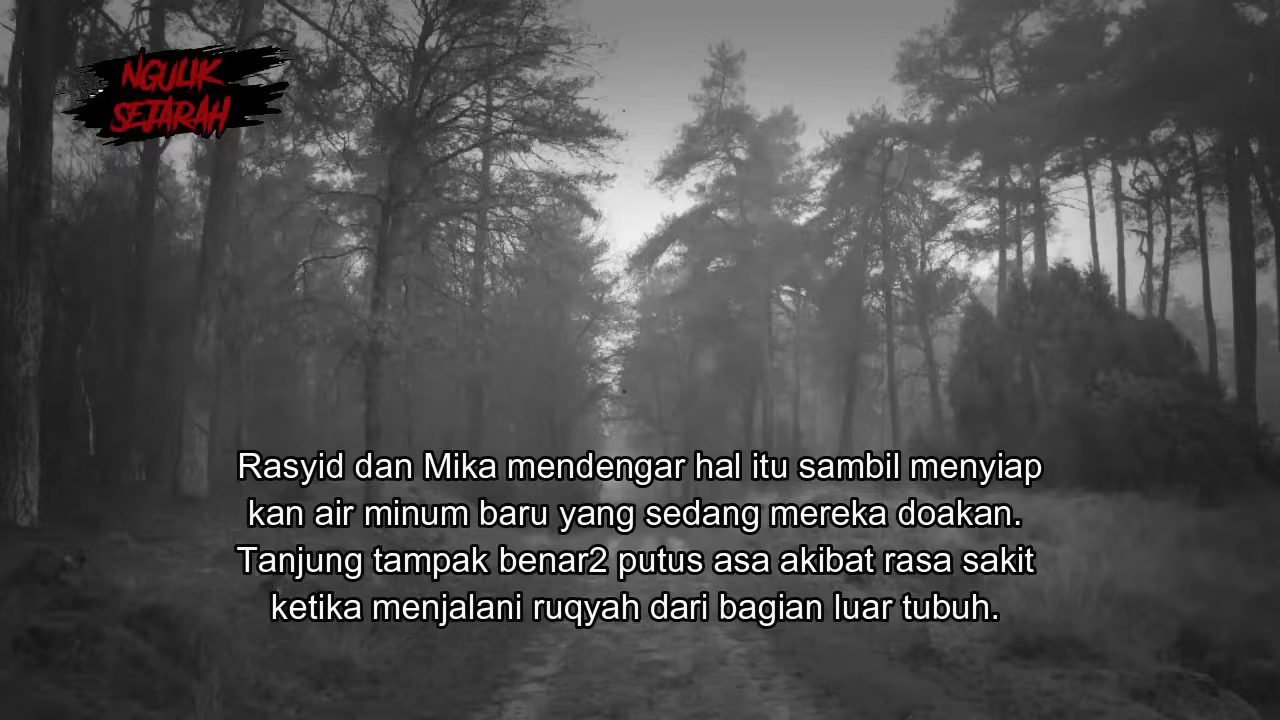 NGULIK
SEJARAH
Rasyid dan Mika mendengar hal itu sambil menyiap
kan air minum baru yang sedang mereka doakan.
Tanjung tampak benar2 putus asa akibat rasa sakit
ketika menjalani ruqyah dari bagian luar tubuh.